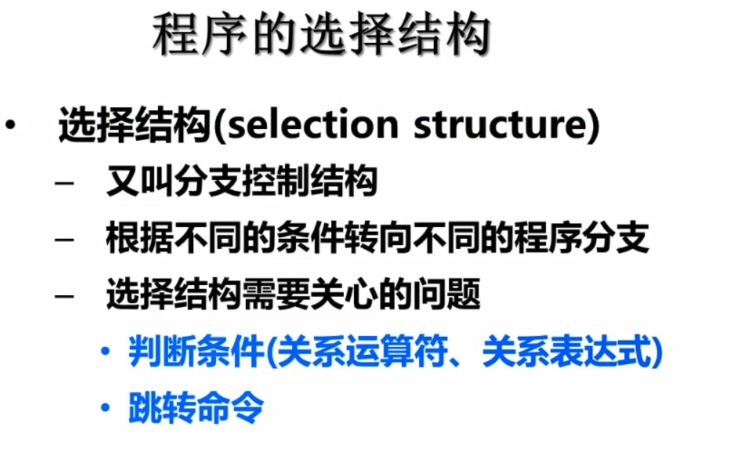 程序的选择结构
• 选择结构(selection structure)
– 又叫分支控制结构
– 根据不同的条件转向不同的程序分支
– 选择结构需要关心的问题
• 判断条件(关系运算符、关系表达式)
• 跳转命令